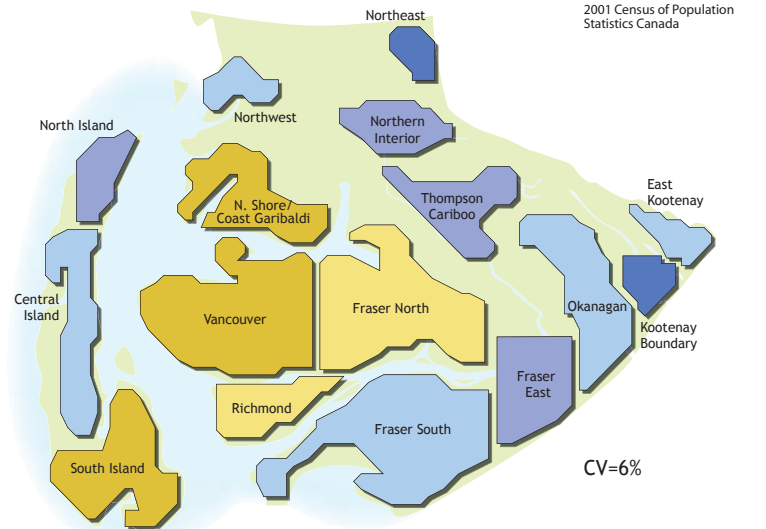 2001 Census of Population
Statistics Canada
Northeast
Northwest
North Island
Northern
Interior
N. Shore/
Coast Garibaldi
Thompson
Cariboo
East
Kootenay
Central
Island
Vancouver
Fraser North
Okanagan
Kootenay
Boundary
Richmond
Fraser
East
Fraser South
South Island
CV=6%